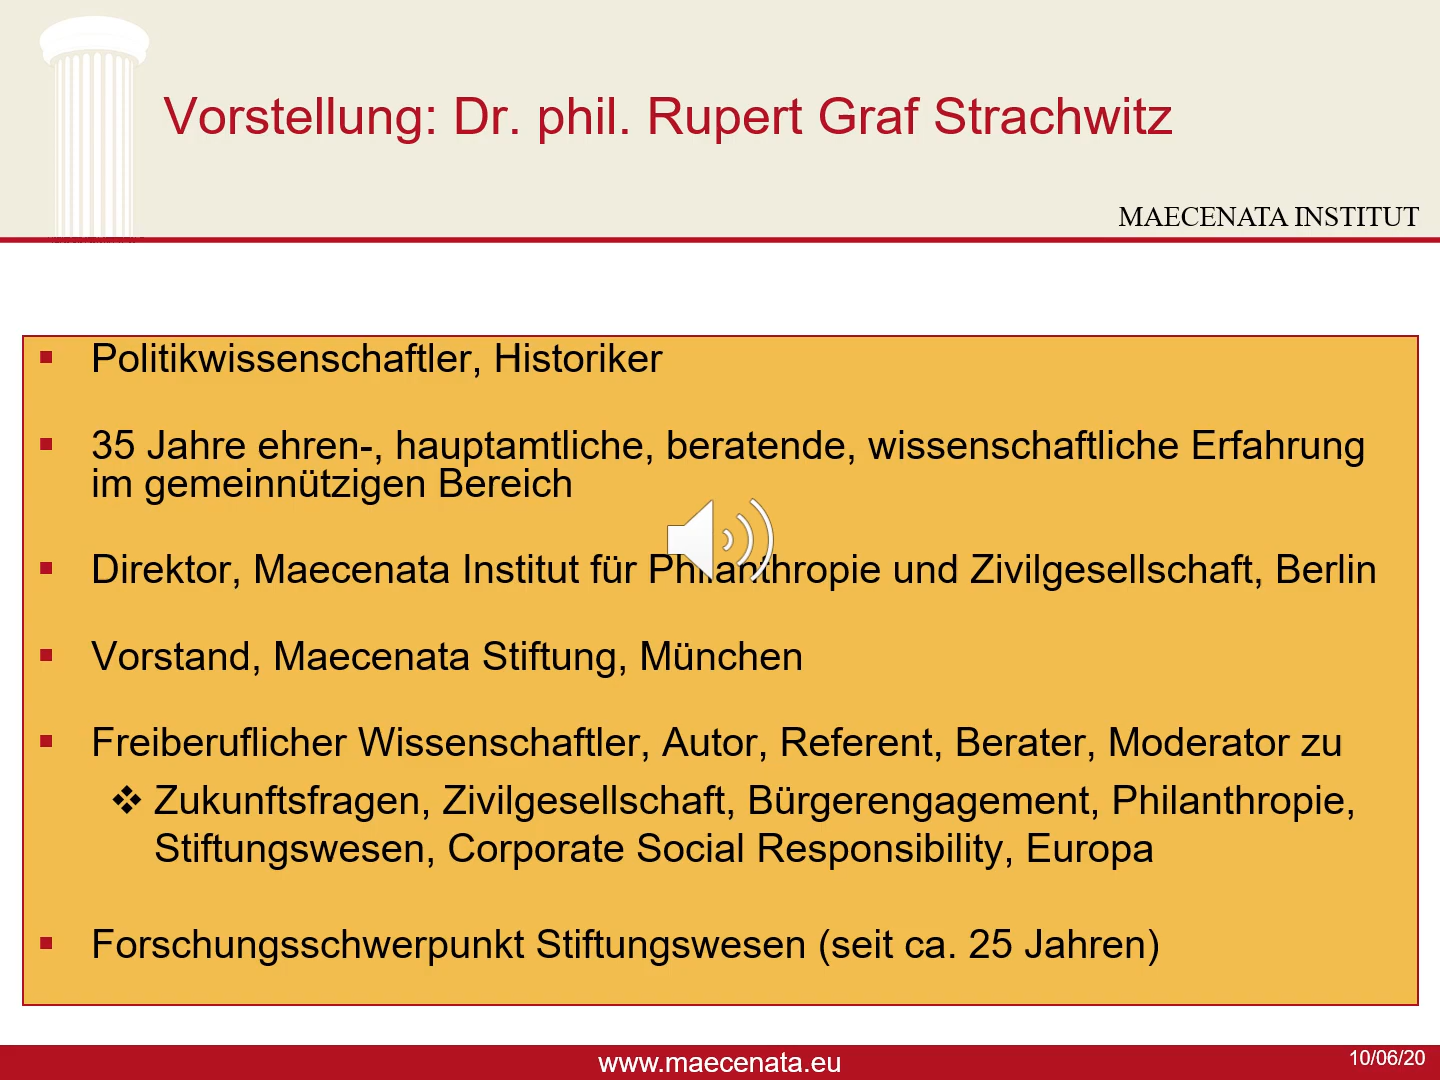 Vorstellung: Dr. phil. Rupert Graf Strachwitz
MAECENATA INSTITUT
Politikwissenschaftler, Historiker
35 Jahre ehren-, hauptamtliche, beratende, wissenschaftliche Erfahrung
im gemeinnützigen Bereich
Direktor, Maecenata Institut für Philanthropie und Zivilgesellschaft, Berlin
Vorstand, Maecenata Stiftung, München
Freiberuflicher Wissenschaftler, Autor, Referent, Berater, Moderator zu
Zukunftsfragen, Zivilgesellschaft, Bürgerengagement, Philanthropie,
Stiftungswesen, Corporate Social Responsibility, Europa
Forschungsschwerpunkt Stiftungswesen (seit ca. 25 Jahren)
www.maecenata.eu
10/06/20